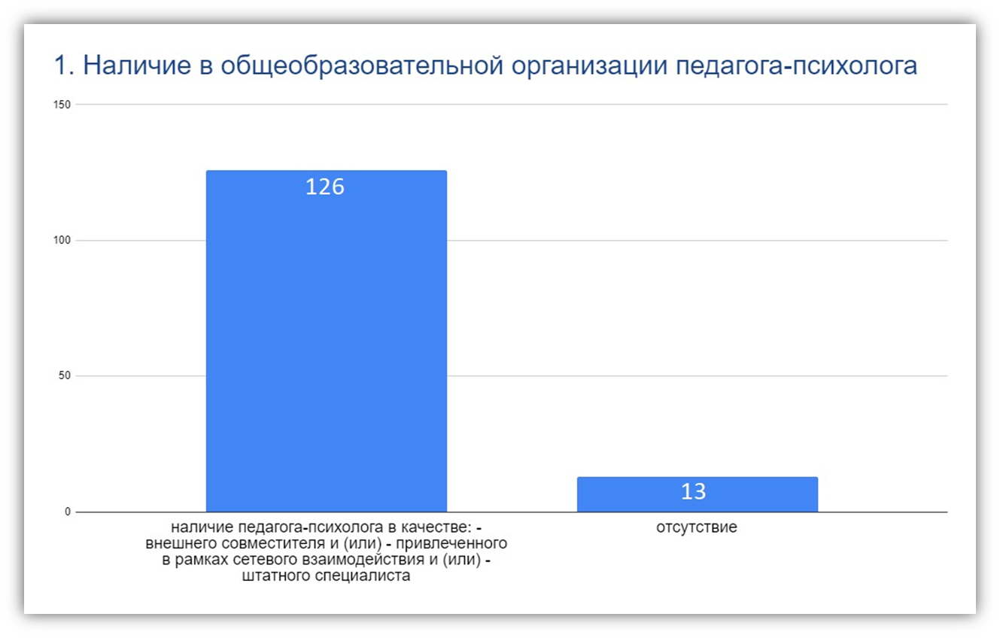 1. Наличие в общеобразовательной организации педагога-психолога
150
126
100
50
13
0
наличие педагога-психолога в качестве: -
внешнего совместителя и (или) - привлеченного
в рамках сетевого взаимодействия и (или) -
штатного специалиста
отсутствие